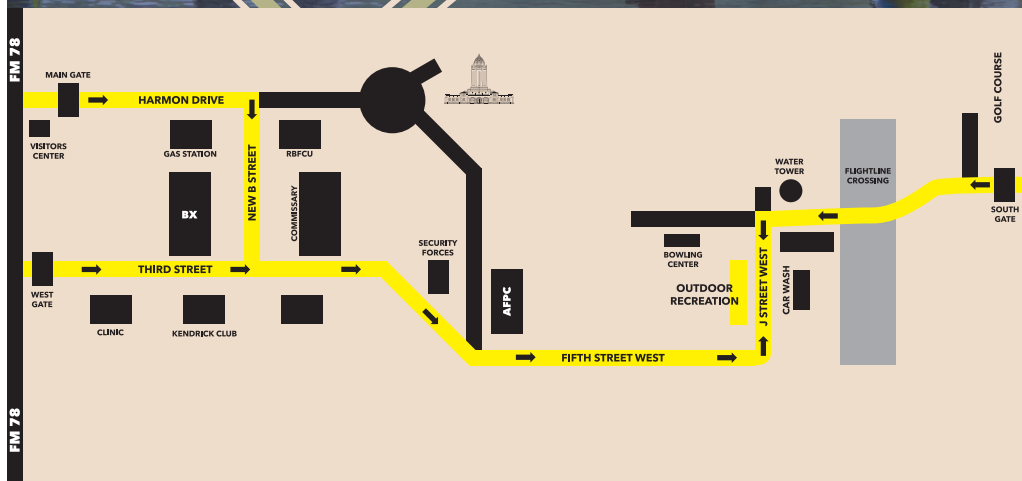 FM 78
MAIN GATE
HARMON DRIVE
VISITORS
CENTER
GAS STATION
RBFCU
NEW B STREET
BX
COMMISSARY
THIRD STREET
WEST
GATE
CLINIC
KENDRICK CLUB
SECURITY
FORCES
AFPC
FIFTH STREET WEST
GOLF COURSE
WATER
TOWER
FLIGHTLINE
CROSSING
SOUTH
GATE
BOWLING
CENTER
OUTDOOR
RECREATION
J STREET WEST
CAR WASH
FM 78